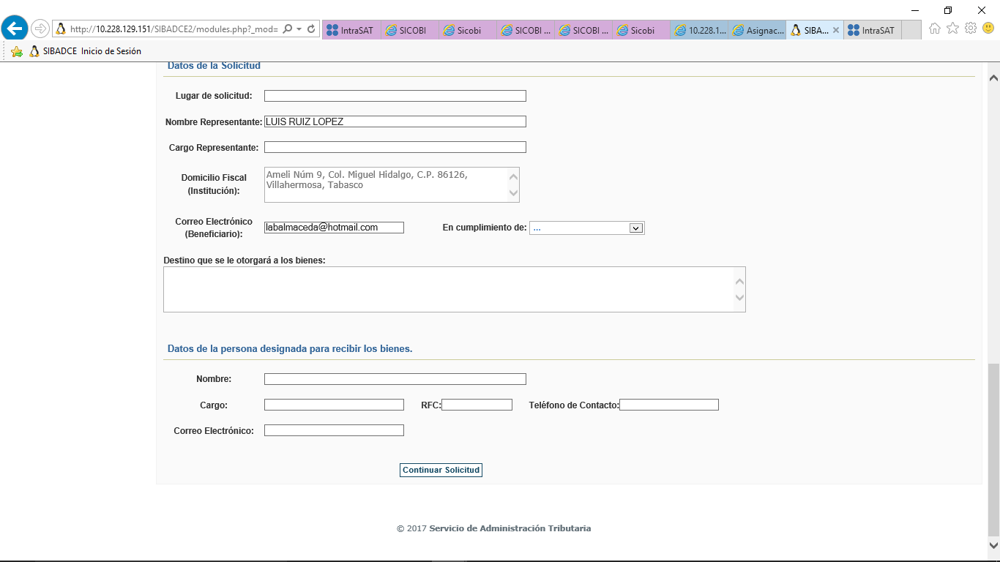 http://10.228.129.151/SIBADCE2/modules.php?_mod=
IntraSAT
SICOBI
Sicobi
SICOBI ...
SICOBI ...
Sicobi
10.228.1...
Asignac...
SIBA...
IntraSAT
SIBADCE Inicio de Sesión
Datos de la Solicitud
Lugar de solicitud:
Nombre Representante: LUIS RUIZ LOPEZ
Cargo Representante:
Domicilio Fiscal
(Institución):
Ameli Núm 9, Col. Miguel Hidalgo, C.P. 86126,
Villahermosa, Tabasco
Correo Electrónico
(Beneficiario):
labalmaceda@hotmail.com
En cumplimiento de: ...
Destino que se le otorgará a los bienes:
Datos de la persona designada para recibir los bienes.
Nombre:
Cargo: RFC: Teléfono de Contacto:
Correo Electrónico:
Continuar Solicitud
© 2017 Servicio de Administración Tributaria